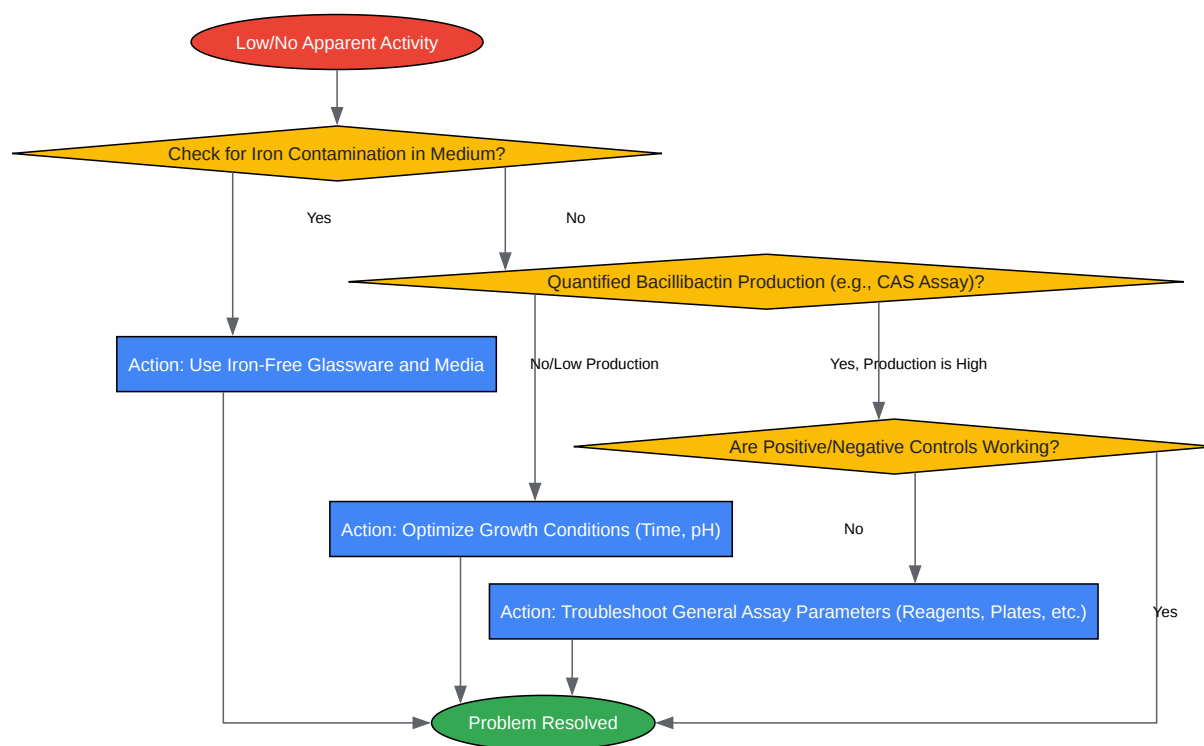 Low/No Apparent Activity
Check for Iron Contamination in Medium?
Yes
No
Quantified Bacillibactin Production (e.g., CAS Assay)?
Action: Use Iron-Free Glassware and Media
No/Low Production
Yes, Production is High
Are Positive/Negative Controls Working?
Action: Optimize Growth Conditions (Time, pH)
No
Action: Troubleshoot General Assay Parameters (Reagents, Plates, etc.)
Yes
Problem Resolved